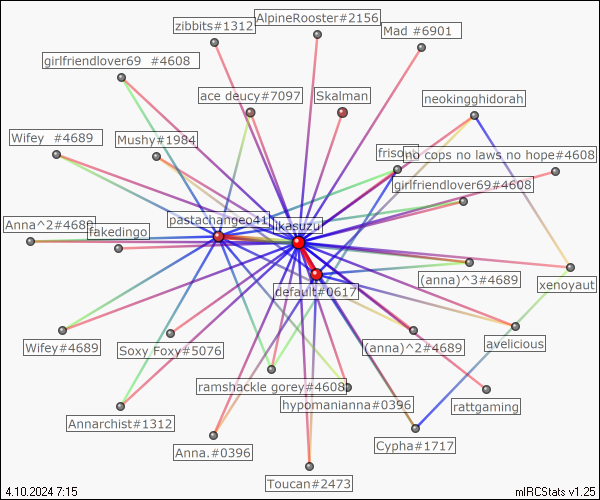 zibbits#1312
AlpineRooster#2156
Mad #6901
girlfriendlover69 #4608
ace deucy#7097
Skalman
neokingghidorah
Wifey #4689
Mushy#1984
frison
no cops no laws no hope#4608
girlfriendlover69#4608
Anna^2#4689
fakedingo
pastachangeo41
likasuzu
default#0617
(anna)^3#4689
xenoyaut
Wifey#4689
Soxy Foxy#5076
(anna)^2#4689
avelicious
ramshackle gorey#4608
hypomanianna#0396
rattgaming
Annarchist#1312
Anna.#0396
Cypha#1717
Toucan#2473
4.10.2024 7:15
mIRCStats v1.25